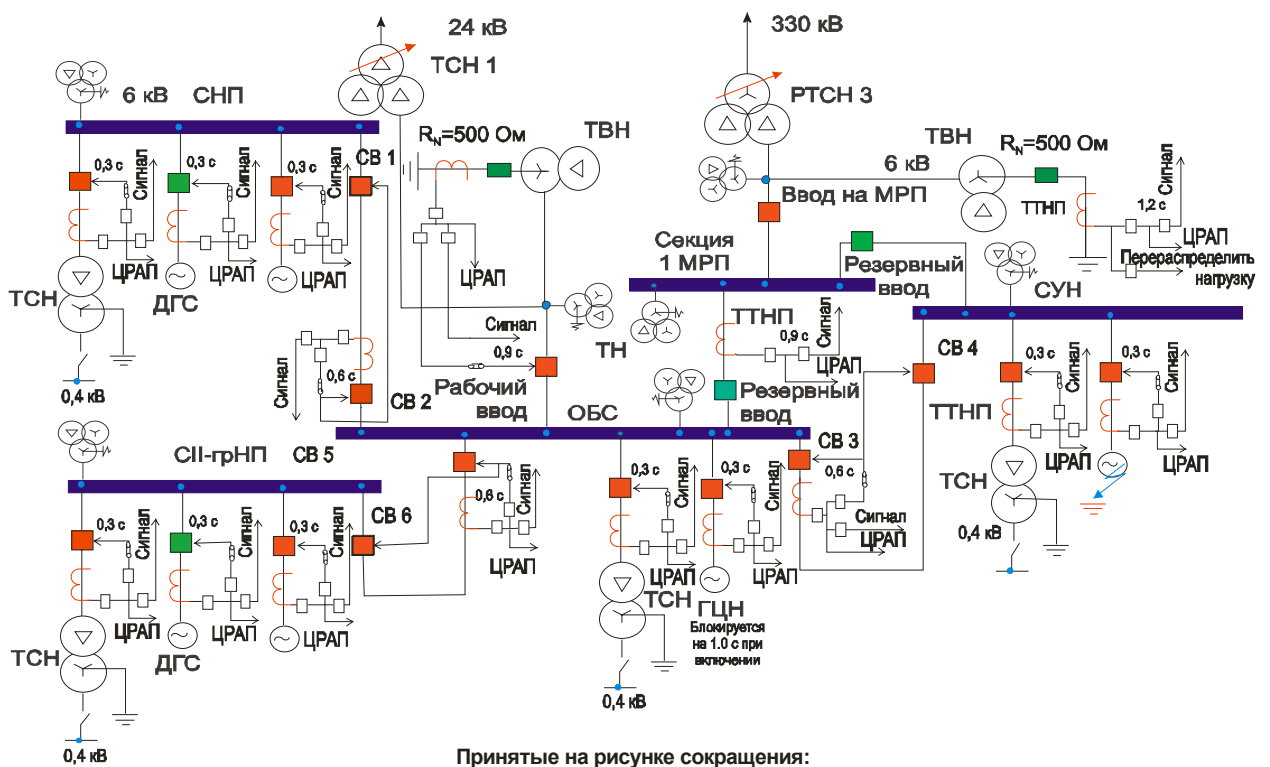 24 кВ
ТСН 1
6 кВ СНП
330 кВ
РТСН 3
ТВН
R_N=500 Ом
ТВН
R_N=500 Ом
6 кВ
Ввод на МРП
ТТНП
1,2 с
Сигнал
ЦРАП
Перераспределить
нагрузку
0,3 с
Сигнал
ЦРАП
0,3 с
Сигнал
ЦРАП
0,3 с
Сигнал
ЦРАП
СВ 1
ЦРАП
ТСН
ДГС
0,4 кВ
Секция
1 МРП
Резервный
ввод
СУН
ТН
Сигнал
0,9 с
Рабочий
ввод
Сигнал
0,6 с
СВ 2
ТТНП
0,9 с
Сигнал
ЦРАП
Резервный
ввод
СВ 4
0,3 с
Сигнал
ЦРАП
0,3 с
Сигнал
ЦРАП
ТТНП
ТСН
0,4 кВ
ОБС
СII-грНП
СВ 5
СВ 6
0,6 с
Сигнал
ЦРАП
0,3 с
Сигнал
ЦРАП
0,3 с
Сигнал
ЦРАП
СВ 3
0,6 с
Сигнал
ЦРАП
ТСН
ГЦН
Блокируется
на 1.0 с при
включении
0,4 кВ
0,3 с
Сигнал
ЦРАП
0,3 с
Сигнал
ЦРАП
0,3 с
Сигнал
ЦРАП
ТСН
ДГС
0,4 кВ
Принятые на рисунке сокращения: